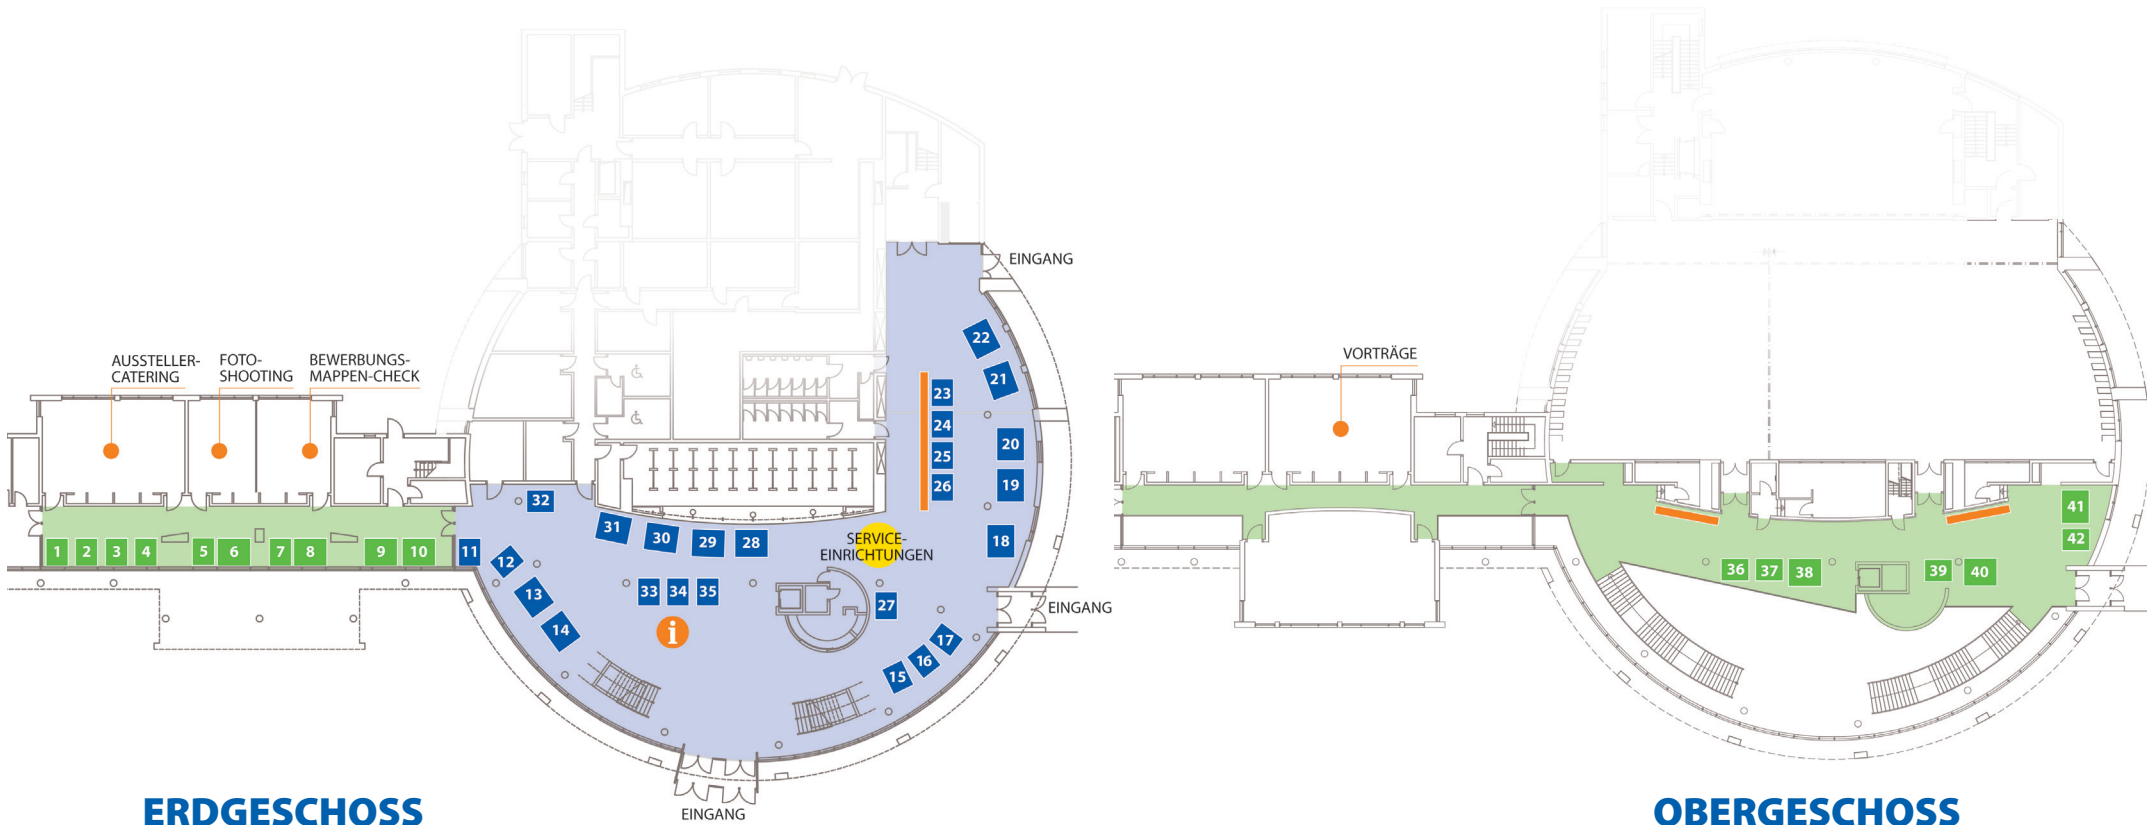 EINGANG
22
21
AUSSTELLER-
CATERING
FOTO-
SHOOTING
BEWERBUNGS-
MAPPEN-CHECK
23
24
25
26
20
19
18
32
31
30
29
28
SERVICE-
EINRICHTUNGEN
1
2
3
4
5
6
7
8
9
10
11
12
13
14
33
34
35
i
27
EINGANG
17
16
15
EINGANG
ERDGESCHOSS
VORTRÄGE
41
42
36
37
38
39
40
OBERGESCHOSS